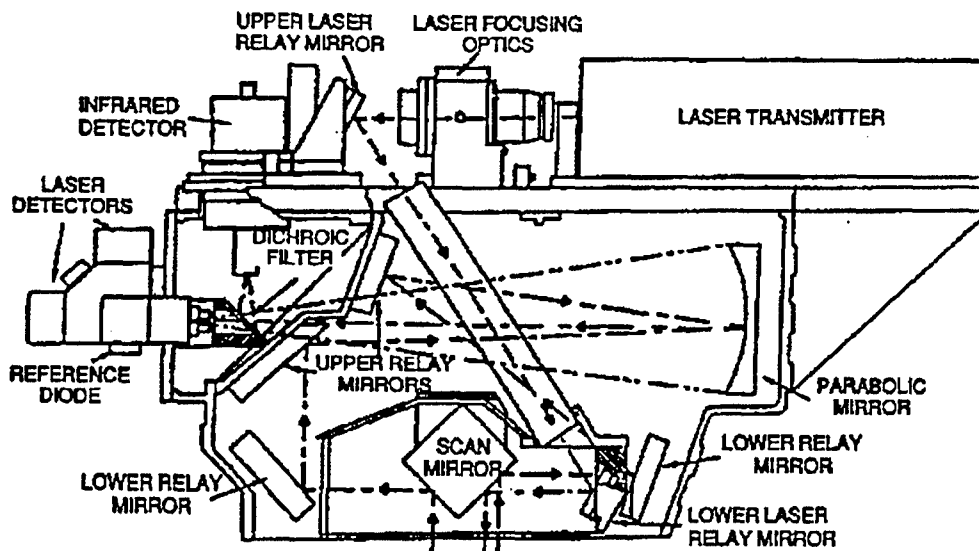 UPPER LASER
RELAY MIRROR
LASER FOCUSING
OPTICS
INFRARED
DETECTOR
LASER TRANSMITTER
LASER
DETECTORS
DICHROIC
FILTER
REFERENCE
DIODE
UPPER RELAY
MIRRORS
PARABOLIC
MIRROR
SCAN
MIRROR
LOWER RELAY
MIRROR
LOWER RELAY
MIRROR
LOWER LASER
RELAY MIRROR